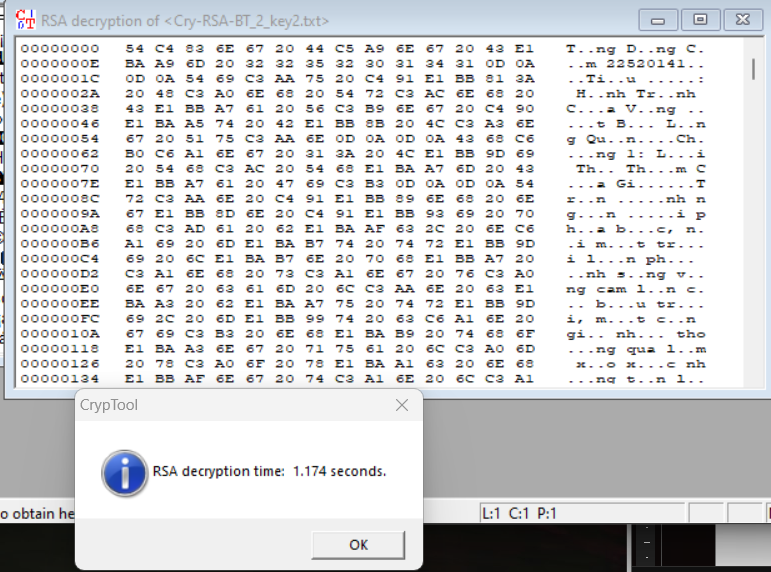 RSA decryption of <Cry-RSA-BT_2_key2.txt>
00000000 54 C4 83 6E 67 20 44 C5 A9 6E 67 20 43 E1 T..ng D..ng C.
0000000E BA A9 6D 20 32 32 35 32 30 31 34 31 0D 0A ..m 22520141..
0000001C 0D 0A 54 69 C3 AA 75 20 C4 91 E1 BB 81 3A ..Ti..u .....:
0000002A 20 48 C3 A0 6E 68 20 54 72 C3 AC 6E 68 20 H..nh Tr..nh
00000038 43 E1 BB A7 61 20 56 C3 B9 6E 67 20 C4 90 C...a V..ng ..
00000046 E1 BA A5 74 20 42 E1 BB 8B 20 4C C3 A3 6E ...t B... L..n
00000054 67 20 51 75 C3 AA 6E 0D 0A 0D 0A 43 68 C6 g Qu..n....Ch.
00000062 B0 C6 A1 6E 67 20 31 3A 20 4C E1 BB 9D 69 ...ng 1: L...i
00000070 20 54 68 C3 AC 20 54 68 E1 BA A7 6D 20 43 Th.. Th...m C
0000007E E1 BB A7 61 20 47 69 C3 B3 0D 0A 0D 0A 54 ...a Gi......T
0000008C 72 C3 AA 6E 20 C4 91 E1 BB 89 6E 68 20 6E r..n .....nh n
0000009A 67 E1 BB 8D 6E 20 C4 91 E1 BB 93 69 20 70 g...n .....i p
000000A8 68 C3 AD 61 20 62 E1 BA AF 63 2C 20 6E C6 h..a b...c, n.
000000B6 A1 69 20 6D E1 BA B7 74 20 74 72 E1 BB 9D .i m...t tr...
000000C4 69 20 6C E1 BA B7 6E 20 70 68 E1 BB A7 20 i l...n ph...
000000D2 C3 A1 6E 68 20 73 C3 A1 6E 67 20 76 C3 A0 ..nh s..ng v..
000000E0 6E 67 20 63 61 6D 20 6C C3 AA 6E 20 63 E1 ng cam l..n c.
000000EE BA A3 20 62 E1 BA A7 75 20 74 72 E1 BB 9D .. b...u tr...
000000FC 69 2C 20 6D E1 BB 99 74 20 63 C6 A1 6E 20 i, m...t c..n
0000010A 67 69 C3 B3 20 6E 68 E1 BA B9 20 74 68 6F gi.. nh... tho
00000118 E1 BA A3 6E 67 20 71 75 61 20 6C C3 A0 6D ...ng qua l..m
00000126 20 78 C3 A0 6F 20 78 E1 BA A1 63 20 6E 68 x..o x...c nh
00000134 E1 BB AF 6E 67 20 74 C3 A1 6E 20 6C C3 A1 ...ng t..n l..
CrypTool
RSA decryption time: 1.174 seconds.
OK
o obtain he
L:1 C:1 P:1